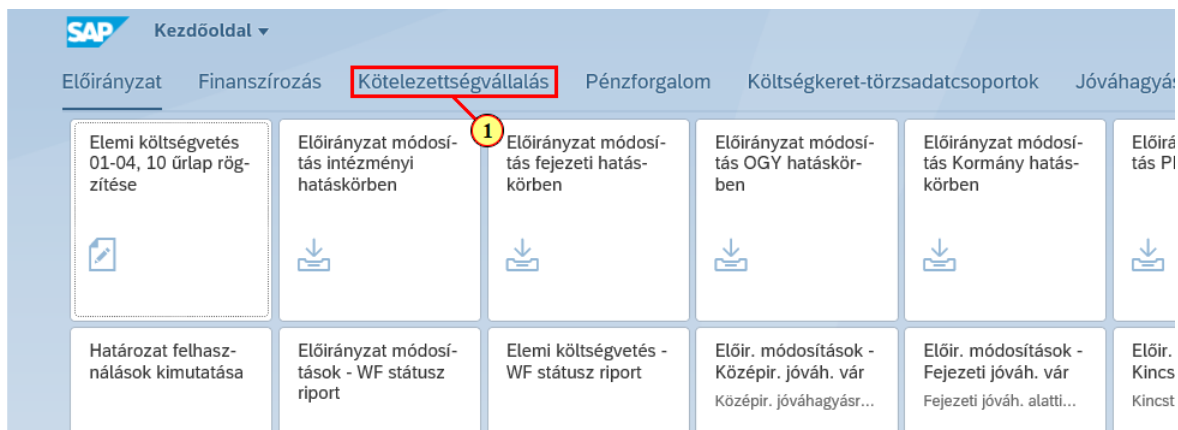 SAP Kezdőoldal
Előirányzat Finanszírozás Kötelezettségvállalás Pénzforgalom Költségkeret-törzsadatcsoportok Jóváhagyás
1
Elemi költségvetés
01-04, 10 űrlap rög-
zítése
Előirányzat módosí-
tás intézményi
hatáskörben
Előirányzat módosí-
tás fejezeti hatás-
körben
Előirányzat módosí-
tás OGY hatáskör-
ben
Előirányzat módosí-
tás Kormány hatás-
körben
Előirá
tás
Határozat felhasz-
nálások kimutatása
Előirányzat módosí-
tások - WF státusz
riport
Elemi költségvetés -
WF státusz riport
Előir. módosítások -
Középir. jóváh. vár
Középir. jóváhagyásr...
Előir. módosítások -
Fejezeti jóváh. vár
Fejezeti jóváh. alatti...
Előir.
Kincs
Kincst